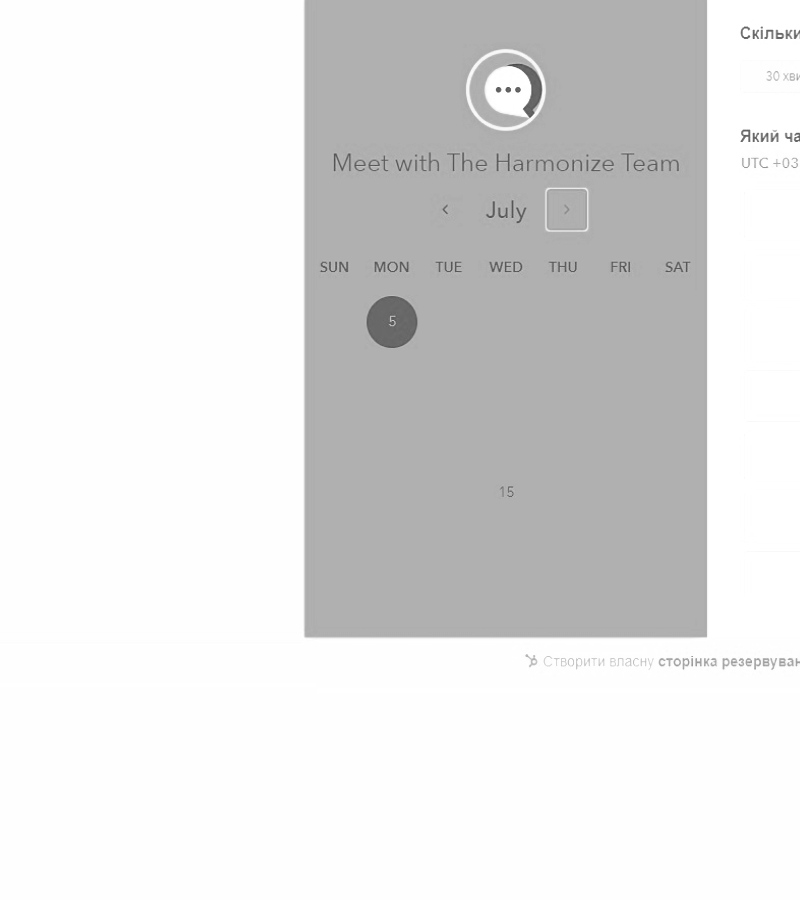 Meet with The Harmonize Team
July
SUN MON TUE WED THU FRI SAT
5
15
Скільки
30 хви
Який ча
UTC +03
Створити власну сторінка резервуван